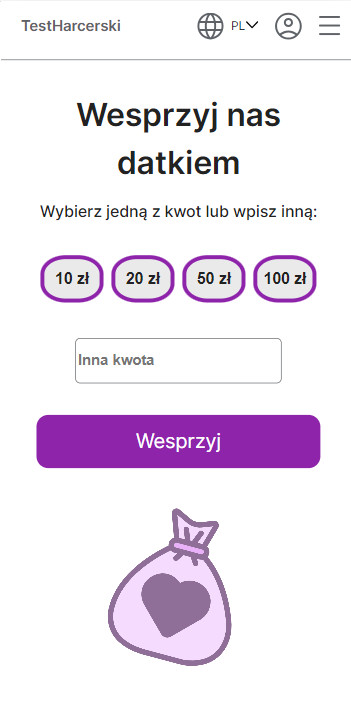 TestHarcerski PL
Wesprzyj nas
datkiem
Wybierz jedną z kwot lub wpisz inną:
10 zł 20 zł 50 zł 100 zł
Inna kwota
Wesprzyj